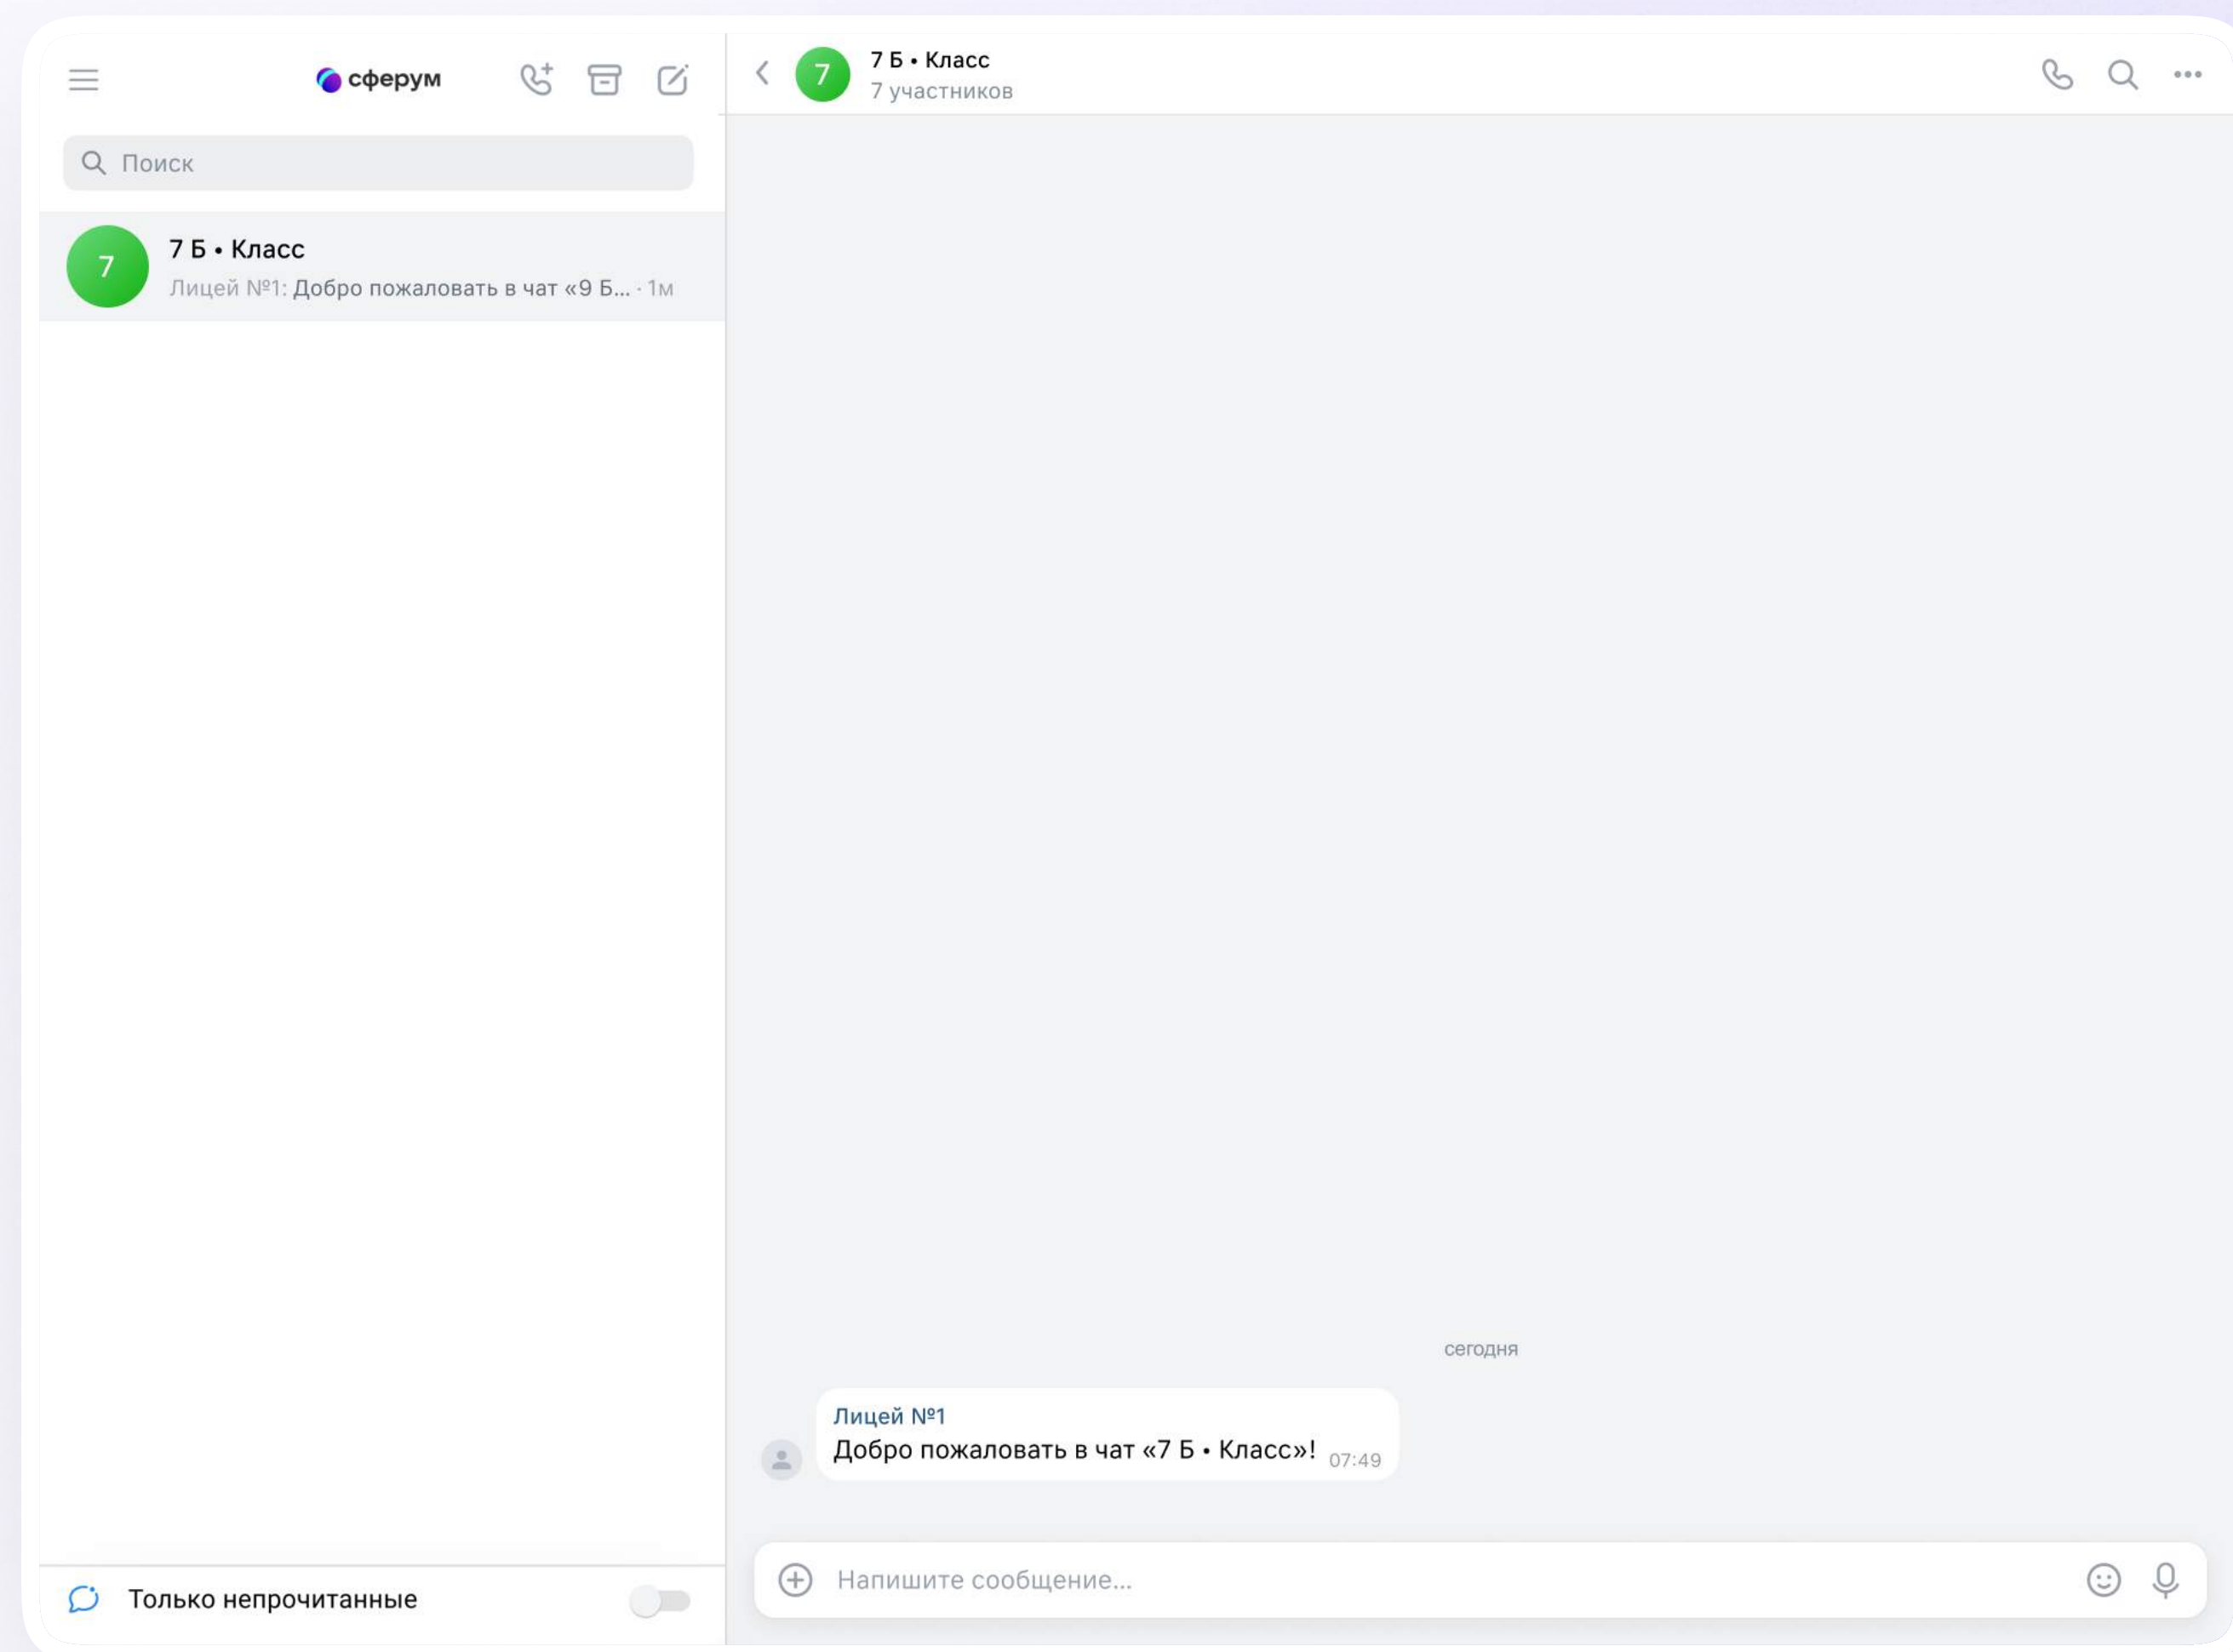 сферум
Поиск
7
7 Б • Класс
Лицей №1: Добро пожаловать в чат «9 Б... · 1м
Только непрочитанные
7
7 Б • Класс
7 участников
сегодня
Лицей №1
Добро пожаловать в чат «7 Б • Класс»! 07:49
Напишите сообщение...